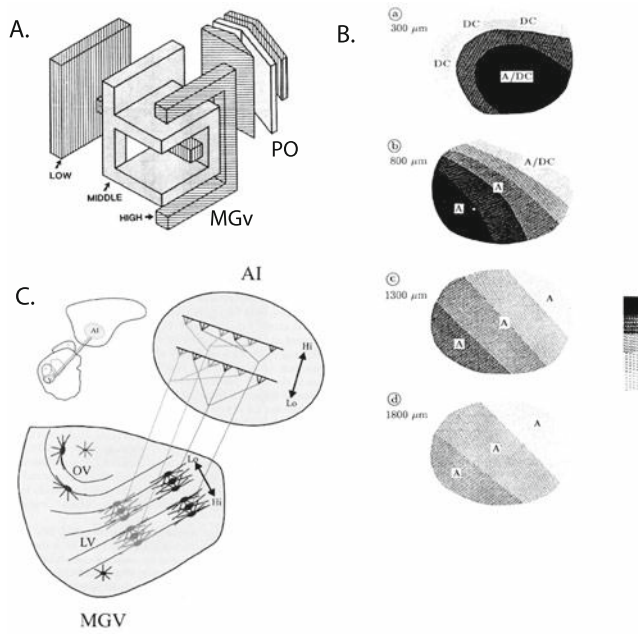 A.
LOW
MIDDLE
HIGH
MGv
PO
B.
a
300 µm
DC
DC
DC
A/DC
b
800 µm
A/DC
A
A
c
1300 µm
A
A
A
d
1800 µm
A
A
A
C.
AI
AI
Hi
Lo
OV
LV
Lo
Hi
MGV